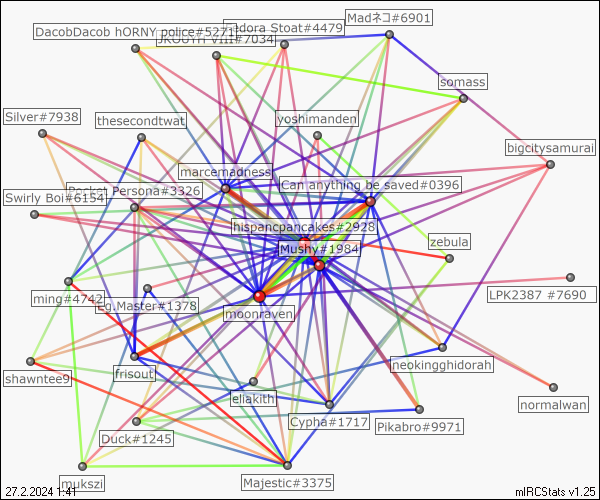 Madネコ#6901
DacobDacob hORNY police#5271
edora Stoat#4479
JROUYH VIII#7034
somass
Silver#7938
thesecondtwat
yoshimanden
bigcitysamurai
marcemadness
Can anything be saved#0396
Swirly Boi#6154
Pocket Persona#3326
hispancpancakes#2928
Mushy#1984
zebula
ming#4742
Lg.Master#1378
moonraven
LPK2387 #7690
shawntee9
frisout
neokingghidorah
eliakith
normalwan
Cypha#1717
Pikabro#9971
Duck#1245
mukszi
Majestic#3375
27.2.2024 1:41
mIRCStats v1.25